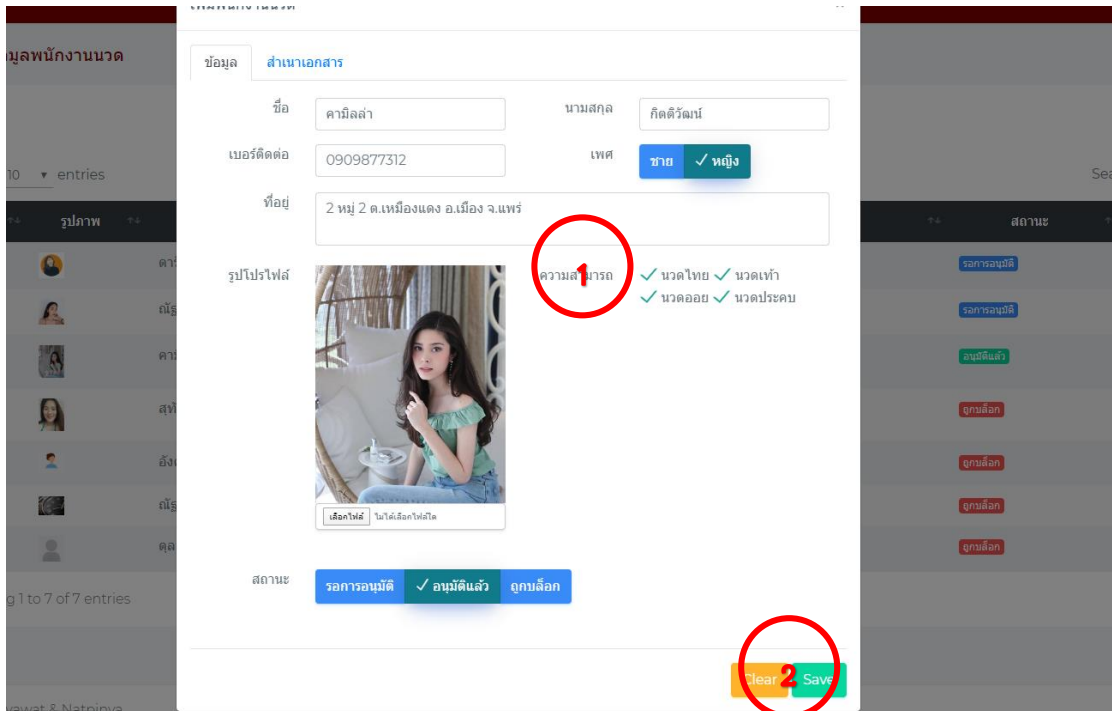 ข้อมูล สำเนาเอกสาร
มูลพนักงานนวด
ชื่อ คามิลล่า นามสกุล กิตติวัฒน์
เบอร์ติดต่อ 0909877312 เพศ ชาย ✓ หญิง
10 entries
ที่อยู่ 2 หมู่ 2 ต.เหมืองแดง อ.เมือง จ.แพร่
รูปภาพ สถานะ
รูปโปรไฟล์ ความสามารถ 1 ✓ นวดไทย ✓ นวดเท้า
✓ นวดออย ✓ นวดประคบ
รอการอนุมัติ
รอการอนุมัติ
อนุมัติแล้ว
ถูกบล็อก
ถูกบล็อก
ถูกบล็อก
เลือกไฟล์ ไม่ได้เลือกไฟล์ใด
ถูกบล็อก
สถานะ รอการอนุมัติ ✓ อนุมัติแล้ว ถูกบล็อก
g 1 to 7 of 7 entries
Clear 2 Save